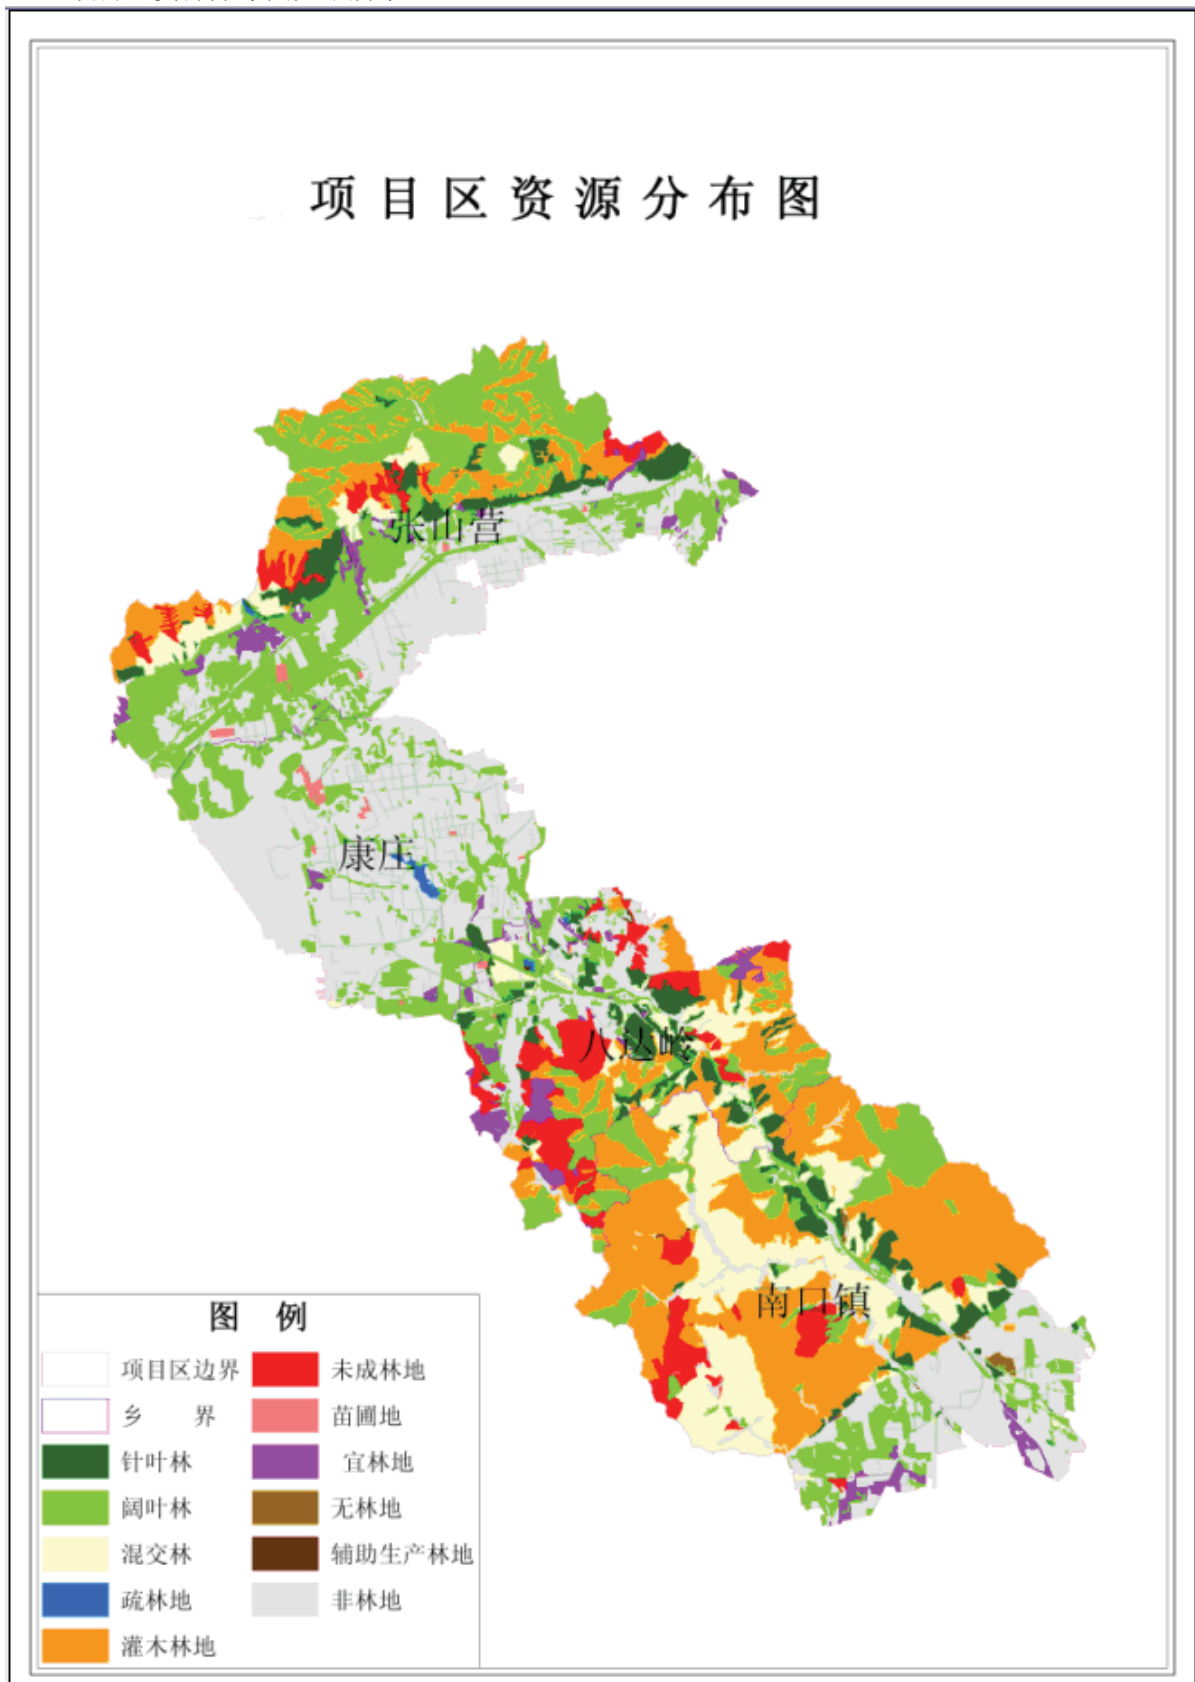 项目区资源分布图
张山营
康庄
八达岭
南口镇
图 例
项目区边界
乡 界
针叶林
阔叶林
混交林
疏林地
灌木林地
未成林地
苗圃地
宜林地
无林地
辅助生产林地
非林地